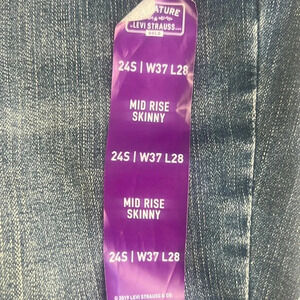 LEVI STRAUSS
GOLD
24S | W37 L28
MID RISE
SKINNY
24S | W37 L28
MID RISE
SKINNY
24S | W37 L28
© 2019 LEVI STRAUSS & CO